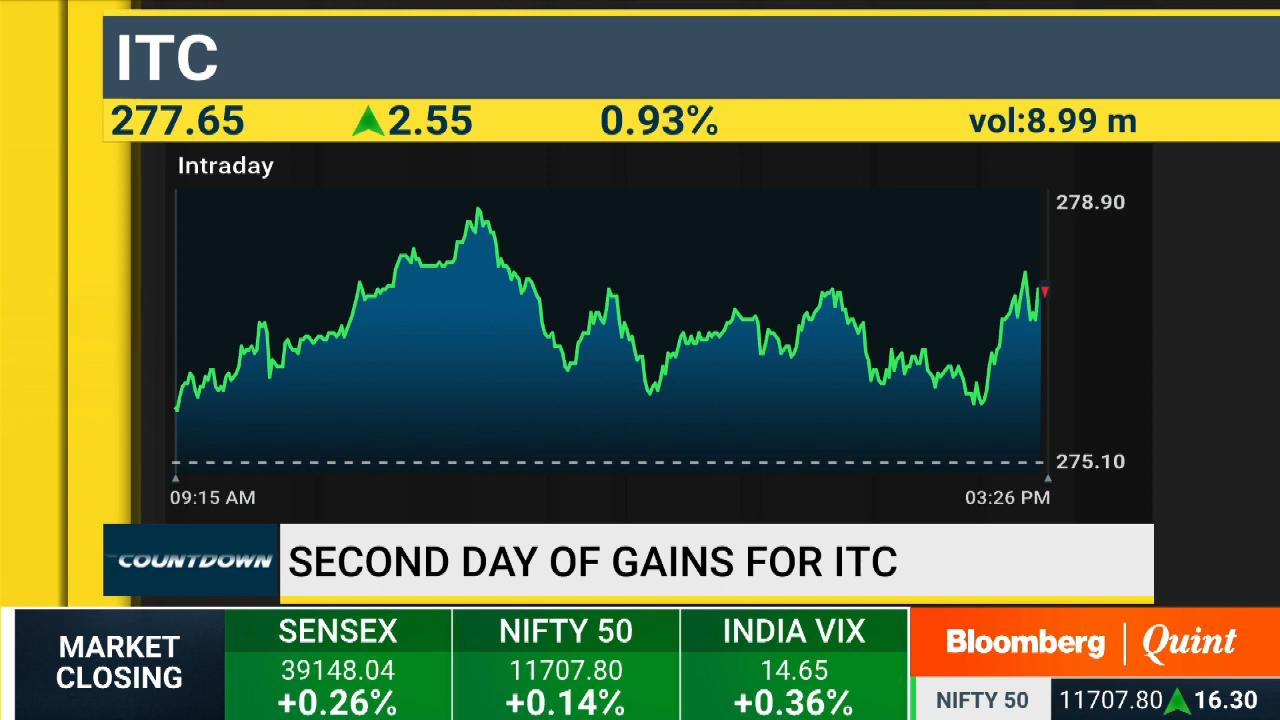 ITC
277.65 2.55 0.93% vol:8.99 m
Intraday
278.90
275.10
09:15 AM 03:26 PM
COUNTDOWN SECOND DAY OF GAINS FOR ITC
MARKET CLOSING
SENSEX
39148.04
+0.26%
NIFTY 50
11707.80
+0.14%
INDIA VIX
14.65
+0.36%
Bloomberg | Quint
NIFTY 50 11707.80 16.30